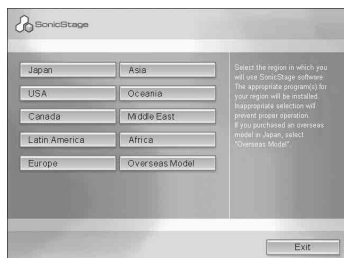 SonicStage
Japan
Asia
USA
Oceania
Canada
Middle East
Latin America
Africa
Europe
Overseas Model
Select the region in which you
will use SonicStage software
The appropriate program(s) for
your region will be installed.
Inappropriate selection will
prevent proper operation.
If you purchased an overseas
model in Japan, select
"Overseas Model".
Exit